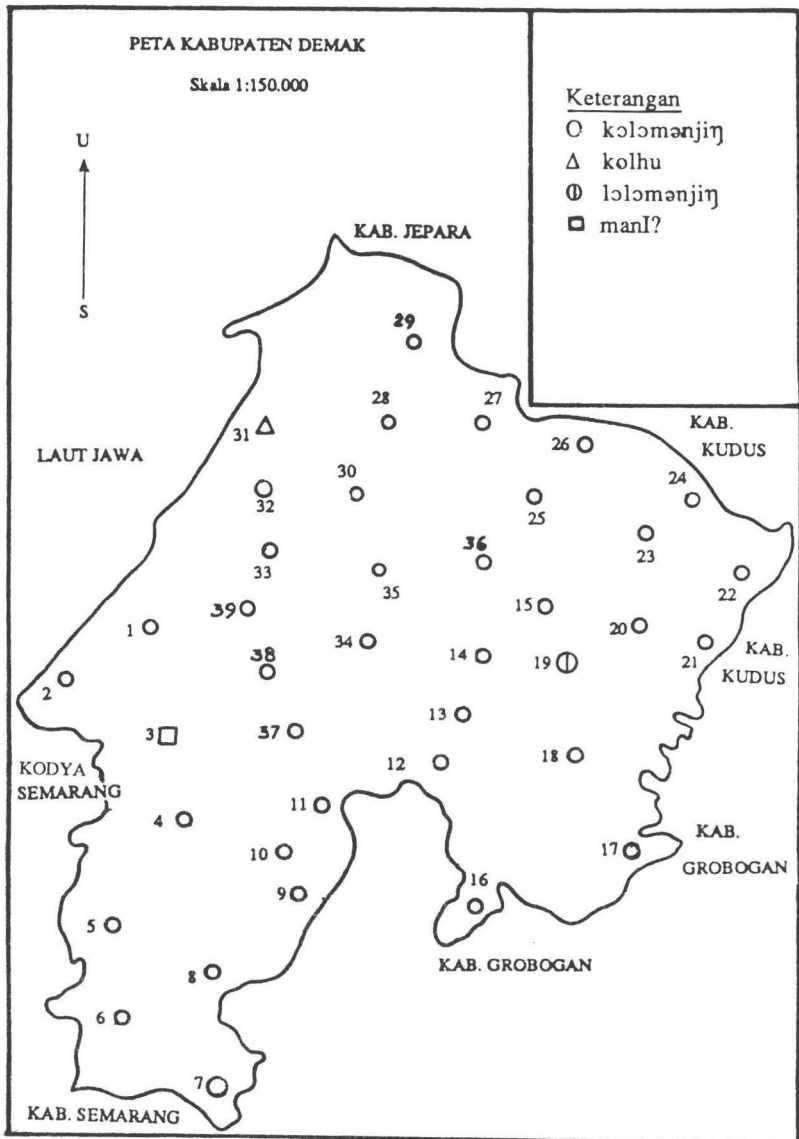 PETA KABUPATEN DEMAK
Skala 1:150.000
Keterangan
kɔlɔmənjiŋ
kolhu
lɔlɔmənjiŋ
manI?
U
S
KAB. JEPARA
29
28
27
31
26
KAB.
KUDUS
LAUT JAWA
24
30
32
25
23
36
33
35
22
39
15
1
20
34
14
19
21
KAB.
KUDUS
38
2
13
3
37
12
18
KODYA
SEMARANG
11
4
10
17
KAB.
GROBOGAN
9
16
5
KAB. GROBOGAN
8
6
7
KAB. SEMARANG